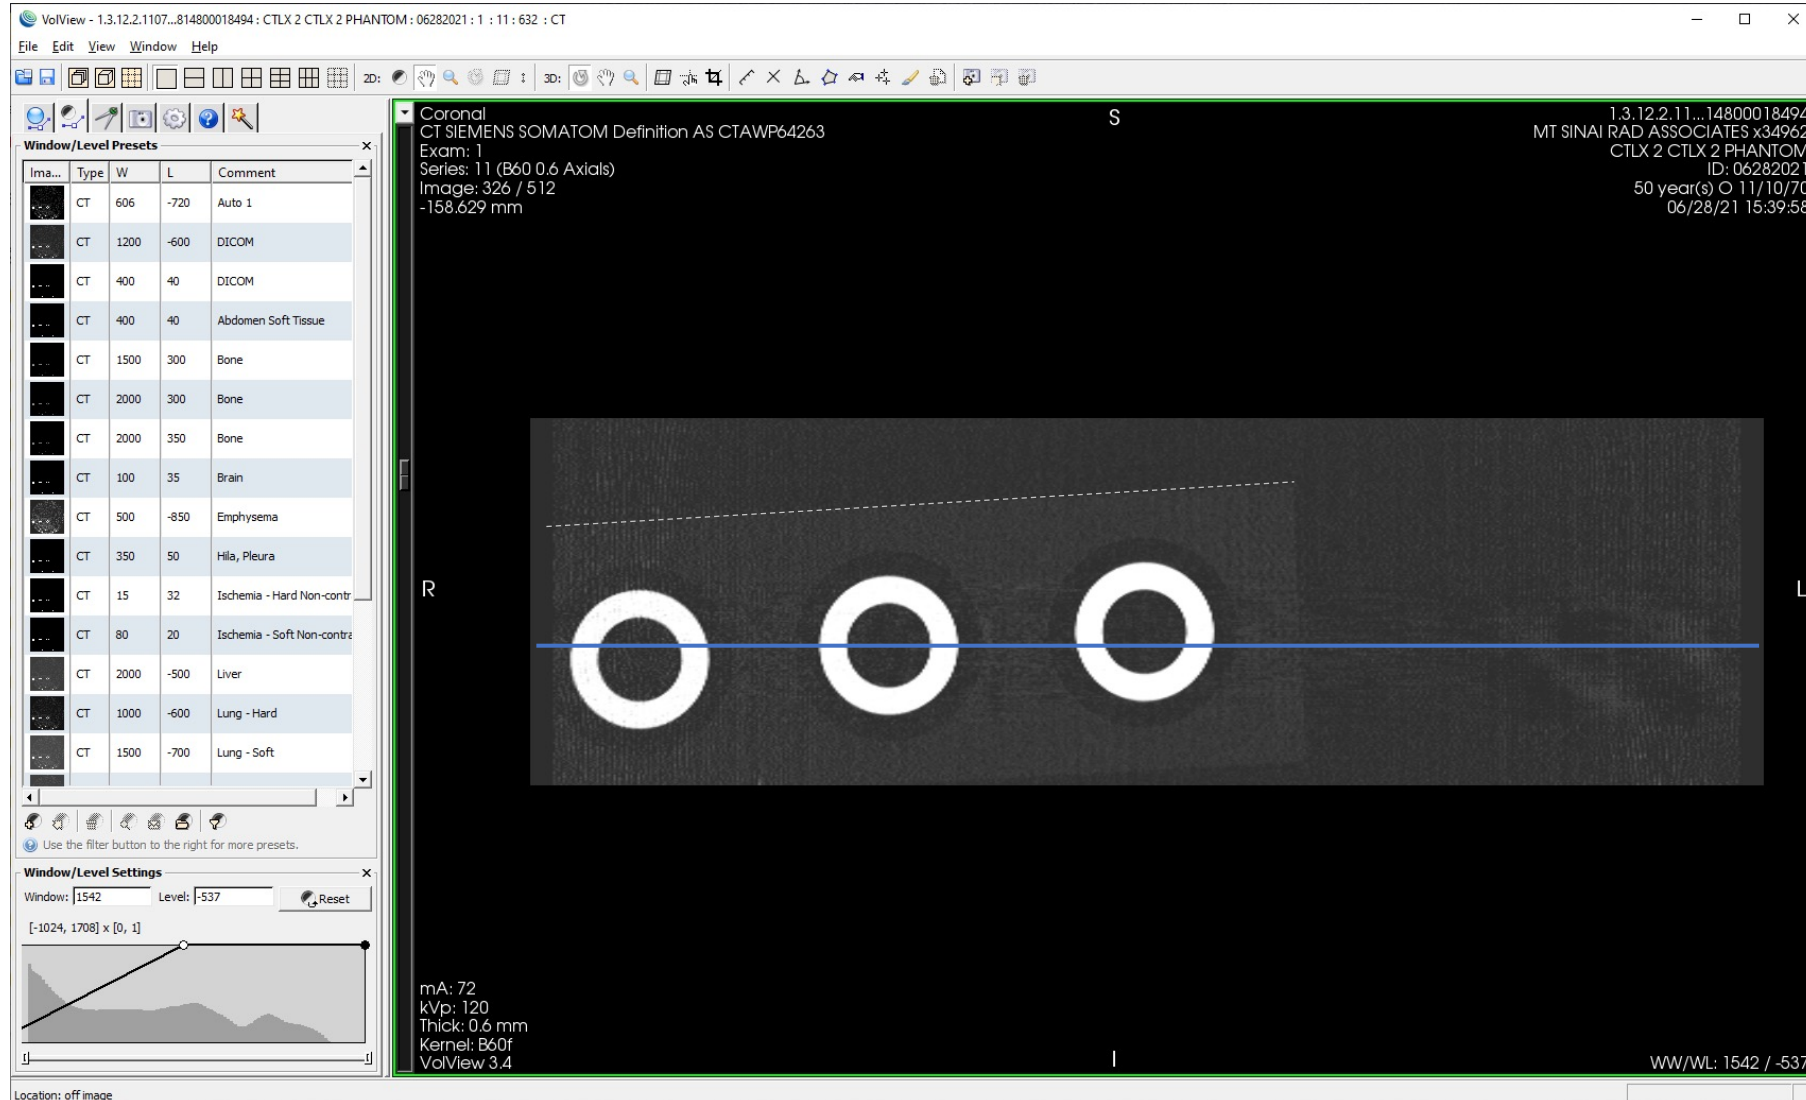 VolView - 1.3.12.2.1107...814800018494 : CTLX 2 CTLX 2 PHANTOM : 06282021 : 1 : 11 : 632 : CT
File Edit View Window Help
2D: 3D:
Window/Level Presets
Ima... Type W L Comment
CT 606 -720 Auto 1
CT 1200 -600 DICOM
CT 400 40 DICOM
CT 400 40 Abdomen Soft Tissue
CT 1500 300 Bone
CT 2000 300 Bone
CT 2000 350 Bone
CT 100 35 Brain
CT 500 -850 Emphysema
CT 350 50 Hila, Pleura
CT 15 32 Ischemia - Hard Non-contr
CT 80 20 Ischemia - Soft Non-contra
CT 2000 -500 Liver
CT 1000 -600 Lung - Hard
CT 1500 -700 Lung - Soft
Use the filter button to the right for more presets.
Window/Level Settings
Window: 1542 Level: -537 Reset
[-1024, 1708] x [0, 1]
Location: off image
Coronal
CT SIEMENS SOMATOM Definition AS CTAWP64263
Exam: 1
Series: 11 (B60 0.6 Axials)
Image: 326 / 512
-158.629 mm
S
1.3.12.2.11...14800018494
MT SINAI RAD ASSOCIATES x34962
CTLX 2 CTLX 2 PHANTOM
ID: 06282021
50 year(s) O 11/10/70
06/28/21 15:39:58
R
L
mA: 72
kVp: 120
Thick: 0.6 mm
Kernel: B60f
VolView 3.4
I
WW/WL: 1542 / -537